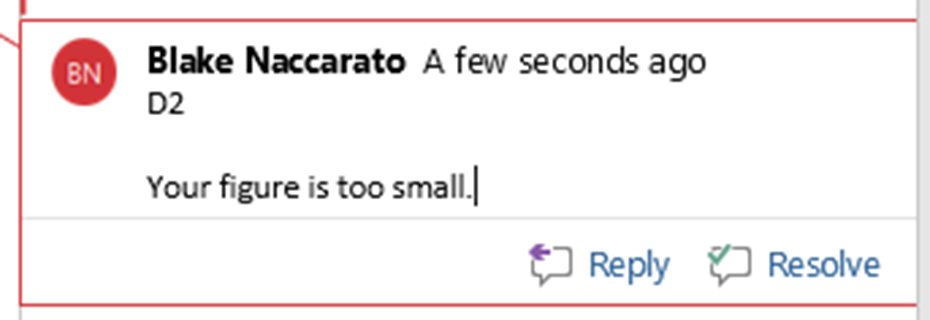 BN
Blake Naccarato A few seconds ago
D2
Your figure is too small.
Reply Resolve